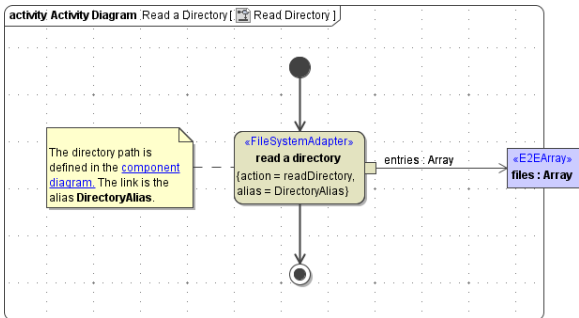 activity Activity Diagram Read a Directory [ Read Directory ]
«FileSystemAdapter»
read a directory
{action = readDirectory,
alias = DirectoryAlias}
The directory path is
defined in the component
diagram. The link is the
alias DirectoryAlias.
entries : Array
«E2EArray»
files : Array